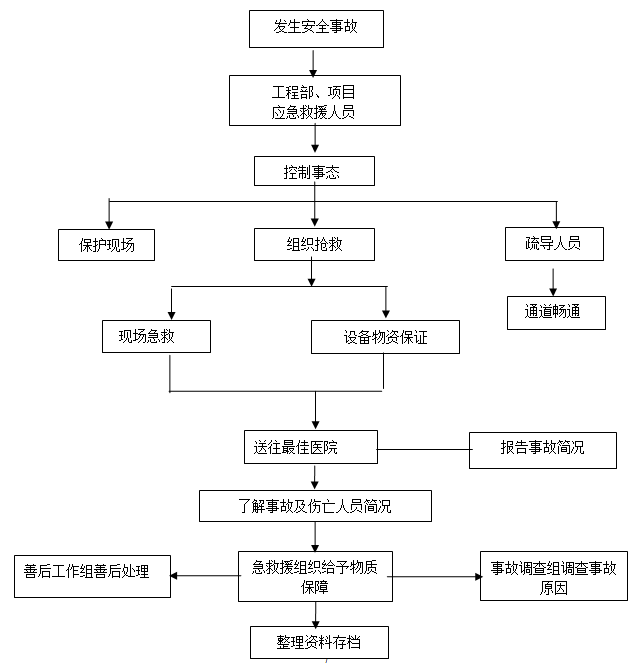 发生安全事故
工程部、项目
应急救援人员
控制事态
保护现场
组织抢救
疏导人员
通道畅通
现场急救
设备物资保证
送往最佳医院
报告事故简况
了解事故及伤亡人员简况
善后工作组善后处理
急救援组织给予物质
保障
事故调查组调查事故
原因
整理资料存档